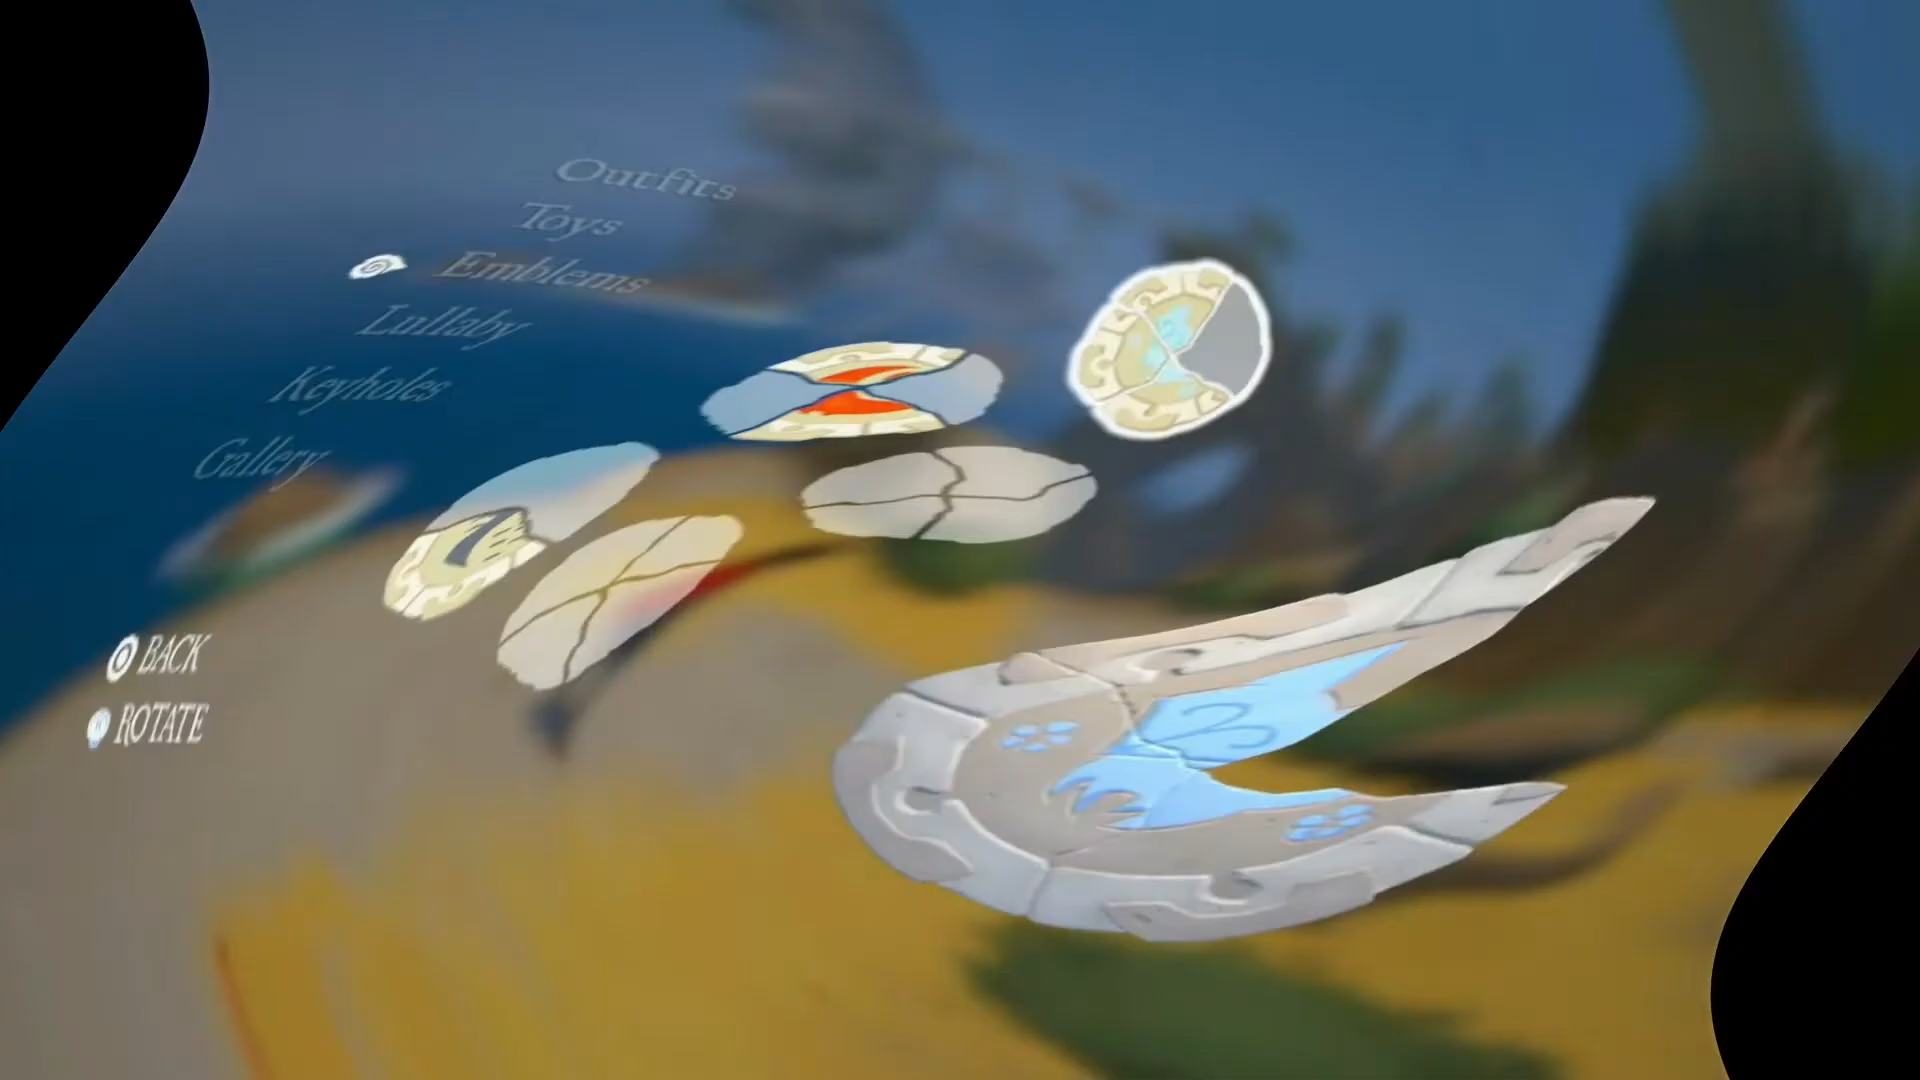 Outfits
Toys
Emblems
Lullaby
Keyholes
Gallery
BACK
ROTATE